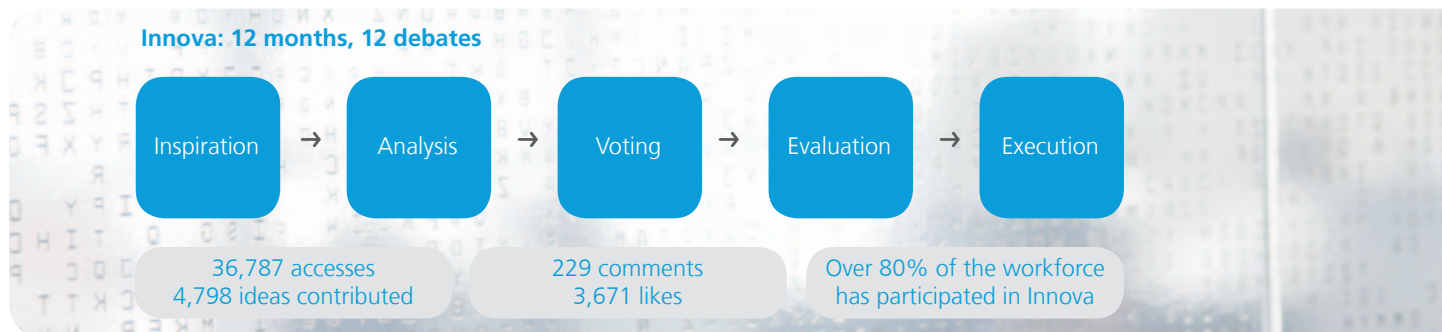 Innova: 12 months, 12 debates
Inspiration → Analysis → Voting → Evaluation → Execution
36,787 accesses
4,798 ideas contributed
229 comments
3,671 likes
Over 80% of the workforce
has participated in Innova